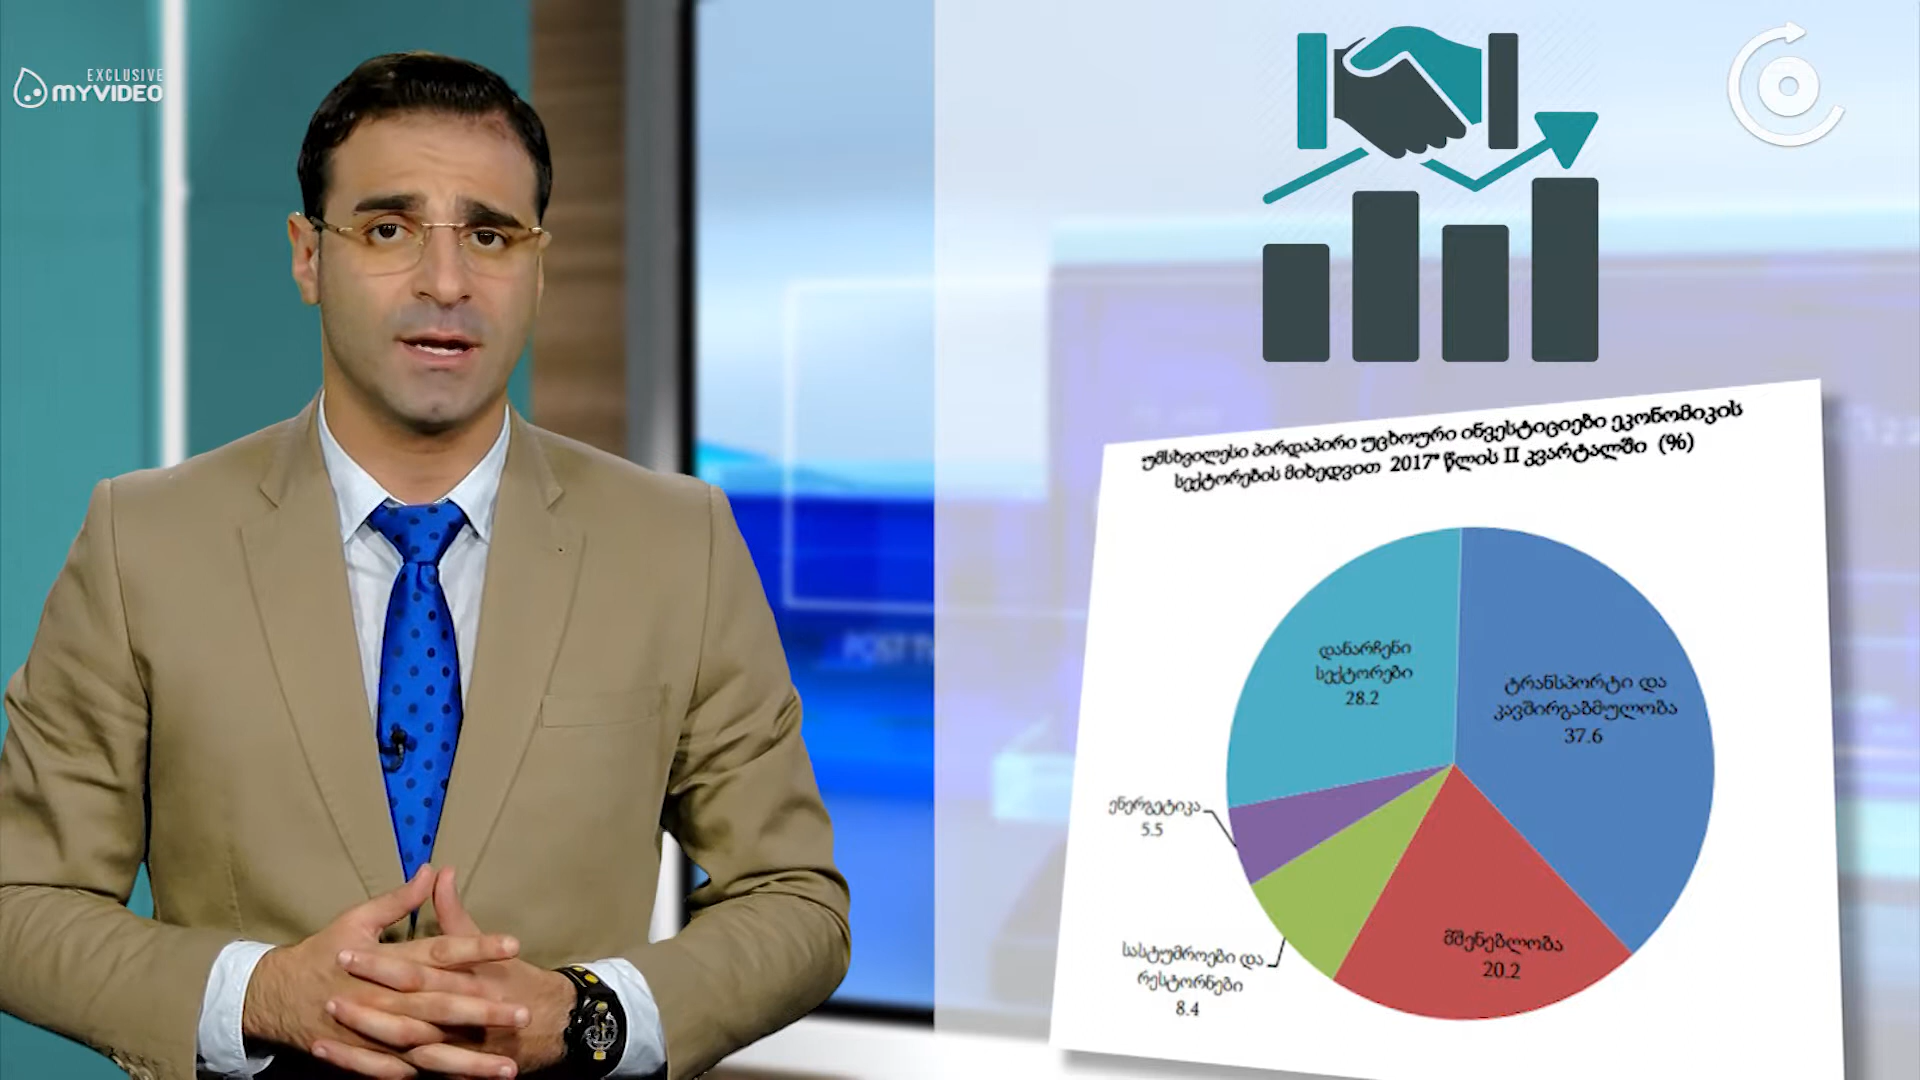 EXCLUSIVE
MYVIDEO
უმსხვილესი პირდაპირი უცხოური ინვესტიციები ეკონომიკის
სექტორების მიხედვით 2017* წლის II კვარტალში (%)
დანარჩენი
სექტორები
28.2
ტრანსპორტი და
კავშირგაბმულობა
37.6
ენერგეტიკა
5.5
მშენებლობა
20.2
სასტუმროები და
რესტორნები
8.4
POSTTV